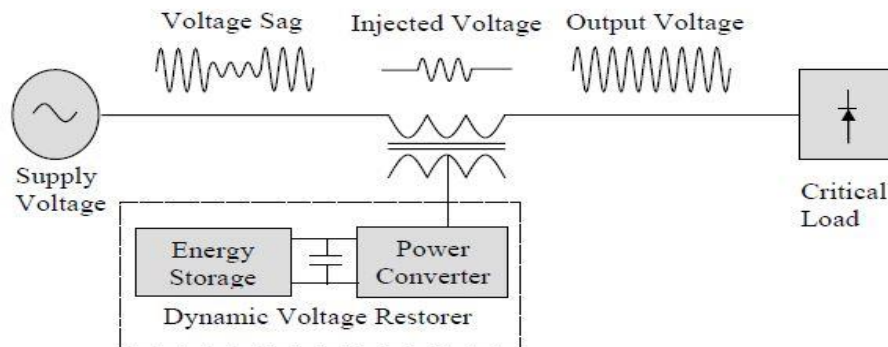 Voltage Sag
Injected Voltage
Output Voltage
Supply
Voltage
Critical
Load
Energy
Storage
Power
Converter
Dynamic Voltage Restorer